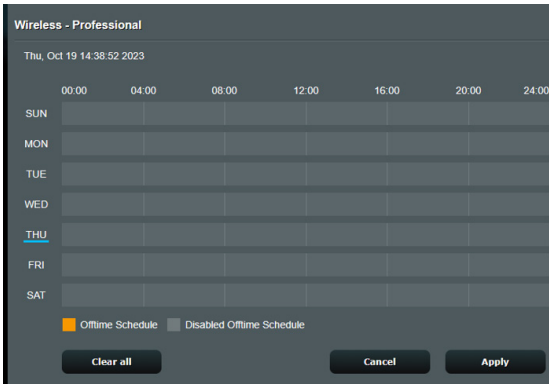 Wireless - Professional
Thu, Oct 19 14:38:52 2023
00:00 04:00 08:00 12:00 16:00 20:00 24:00
SUN
MON
TUE
WED
THU
FRI
SAT
Offtime Schedule Disabled Offtime Schedule
Clear all Cancel Apply